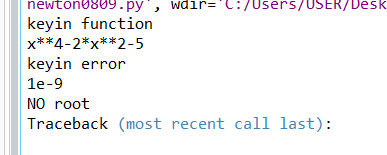 newton0809.py', wdir='C:/Users/USER/Desk
keyin function
x**4-2*x**2-5
keyin error
1e-9
NO root
Traceback (most recent call last):